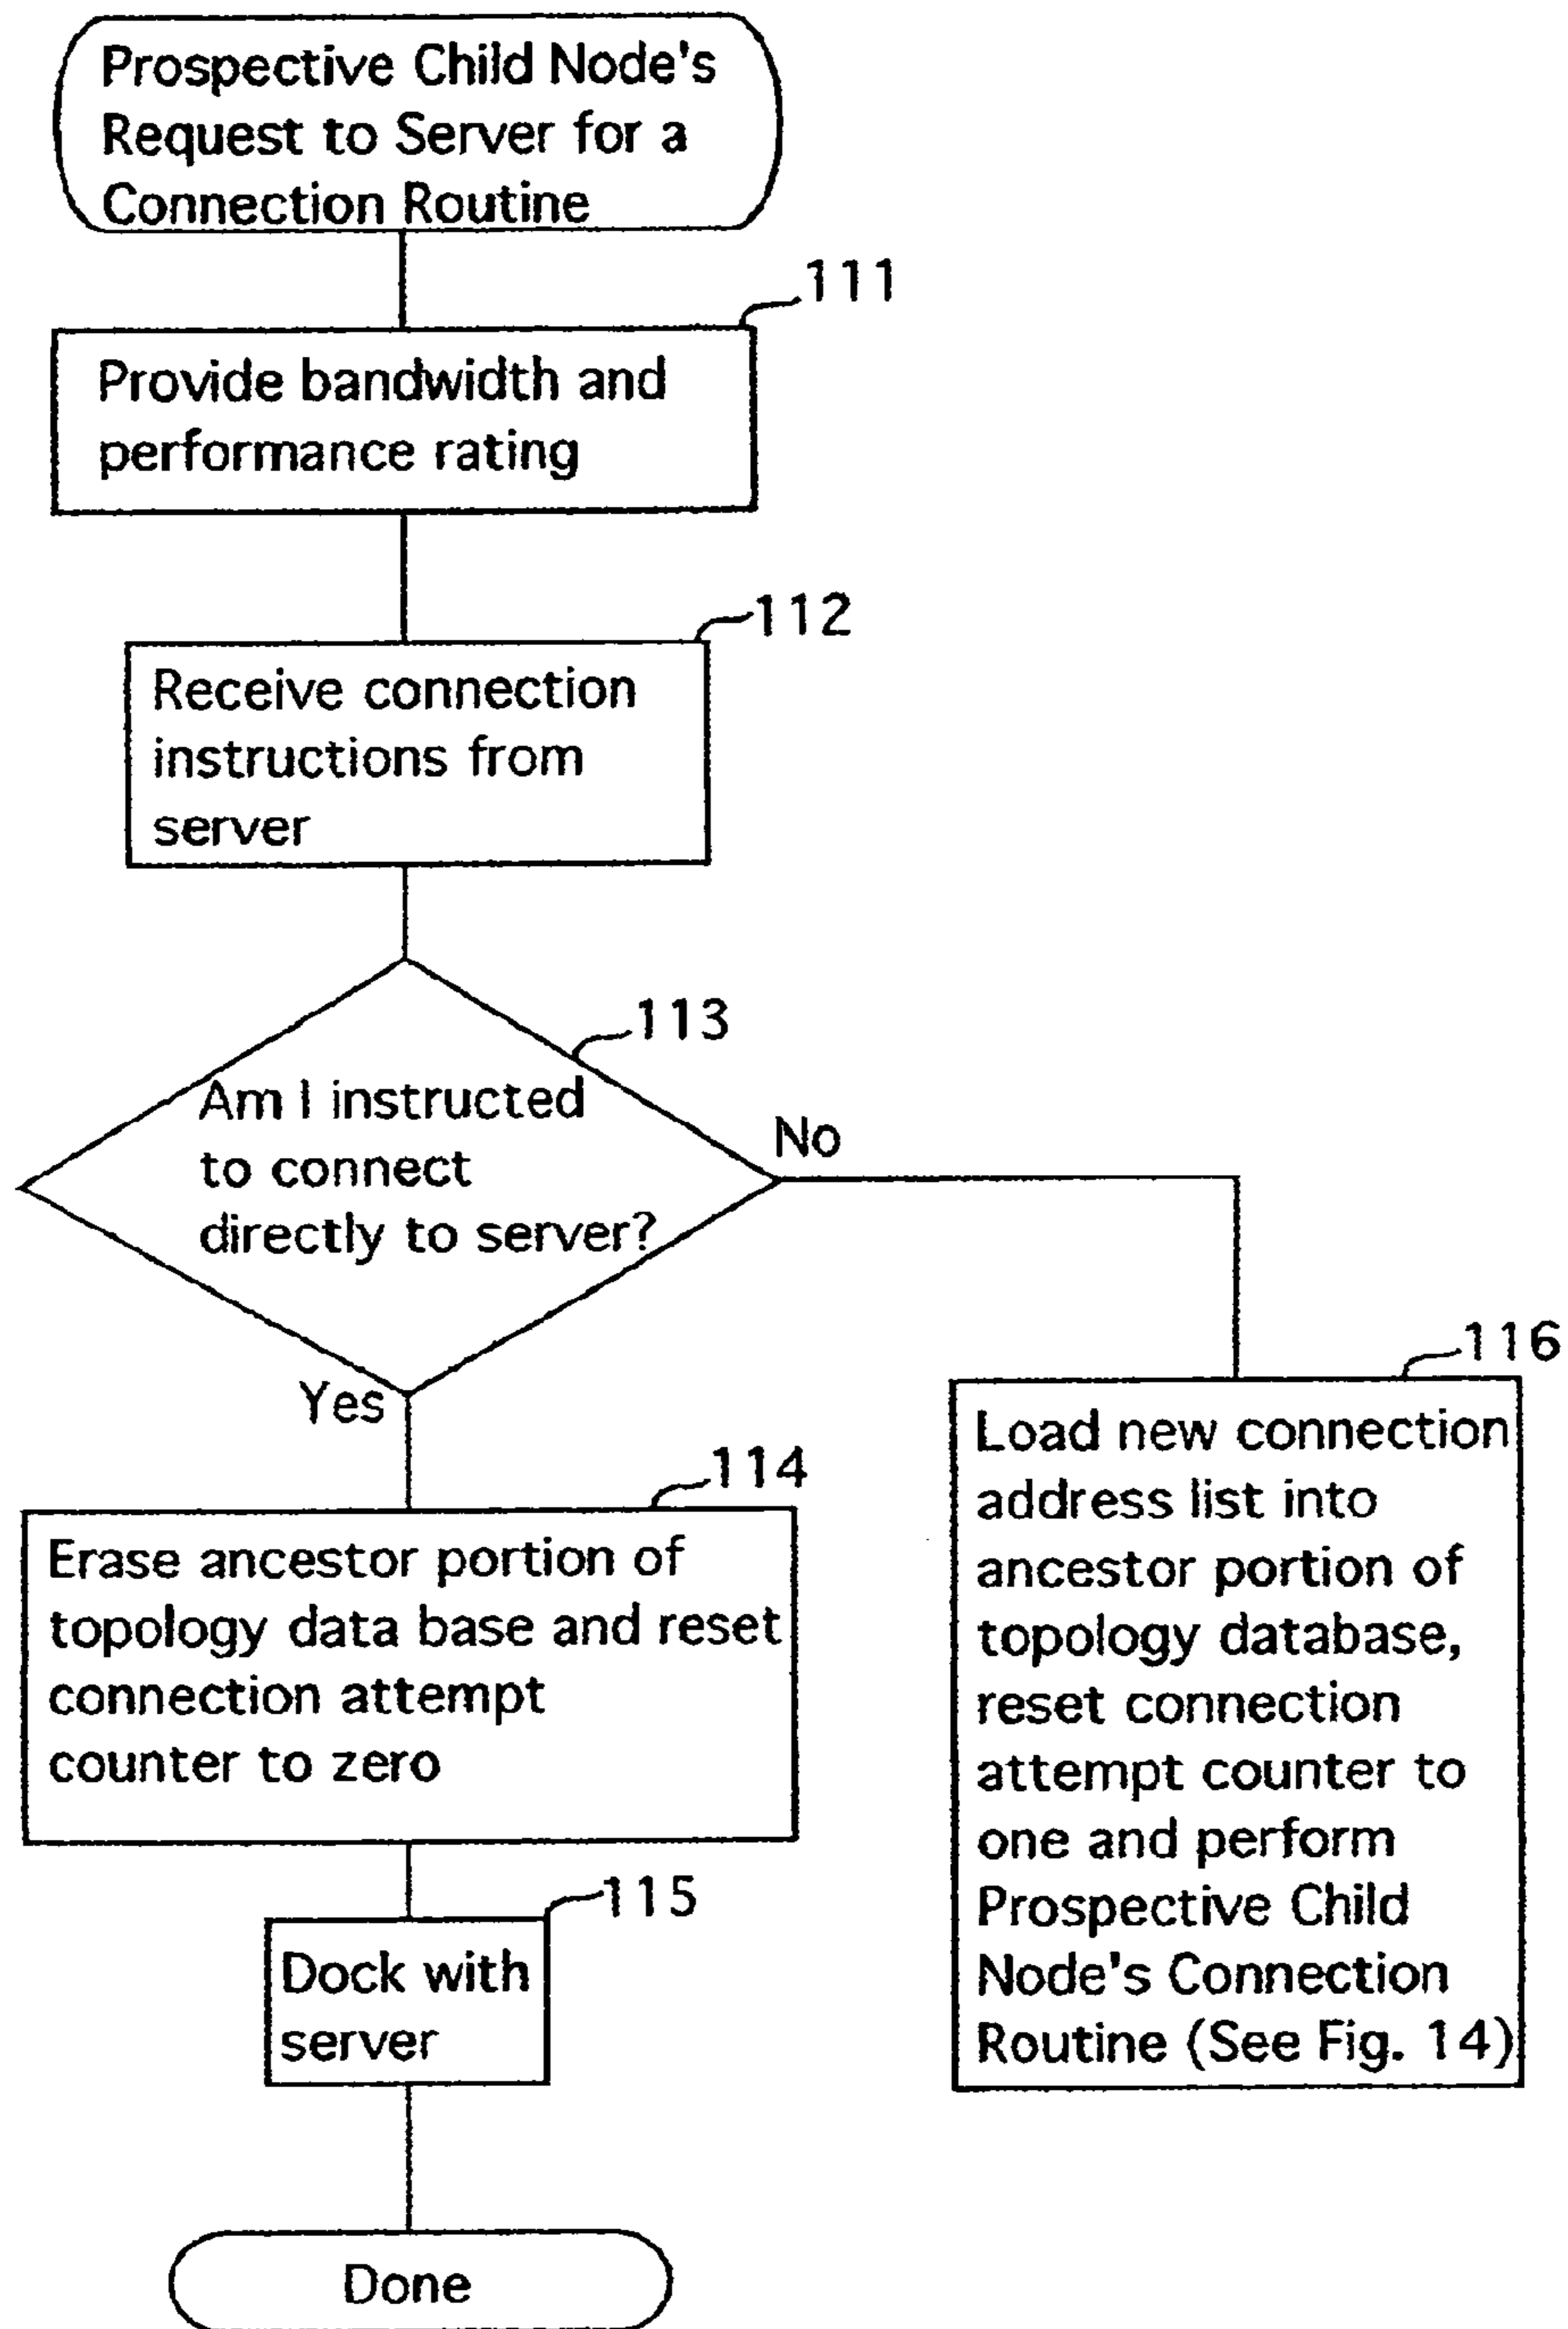 Prospective Child Node's
Request to Server for a
Connection Routine
111
Provide bandwidth and
performance rating
112
Receive connection
instructions from
server
113
Am I instructed
to connect
directly to server?
No
Yes
114
Erase ancestor portion of
topology data base and reset
connection attempt
counter to zero
115
Dock with
server
Done
116
Load new connection
address list into
ancestor portion of
topology database,
reset connection
attempt counter to
one and perform
Prospective Child
Node's Connection
Routine (See Fig. 14)